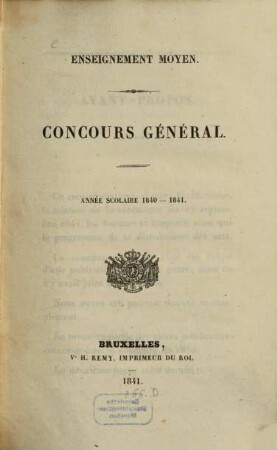 ENSEIGNEMENT MOYEN.
CONCOURS GÉNÉRAL.
ANNÉE SCOLAIRE 1840 — 1841.
BRUXELLES,
Vᵉ H. REMY, IMPRIMEUR DU ROI.
1841.